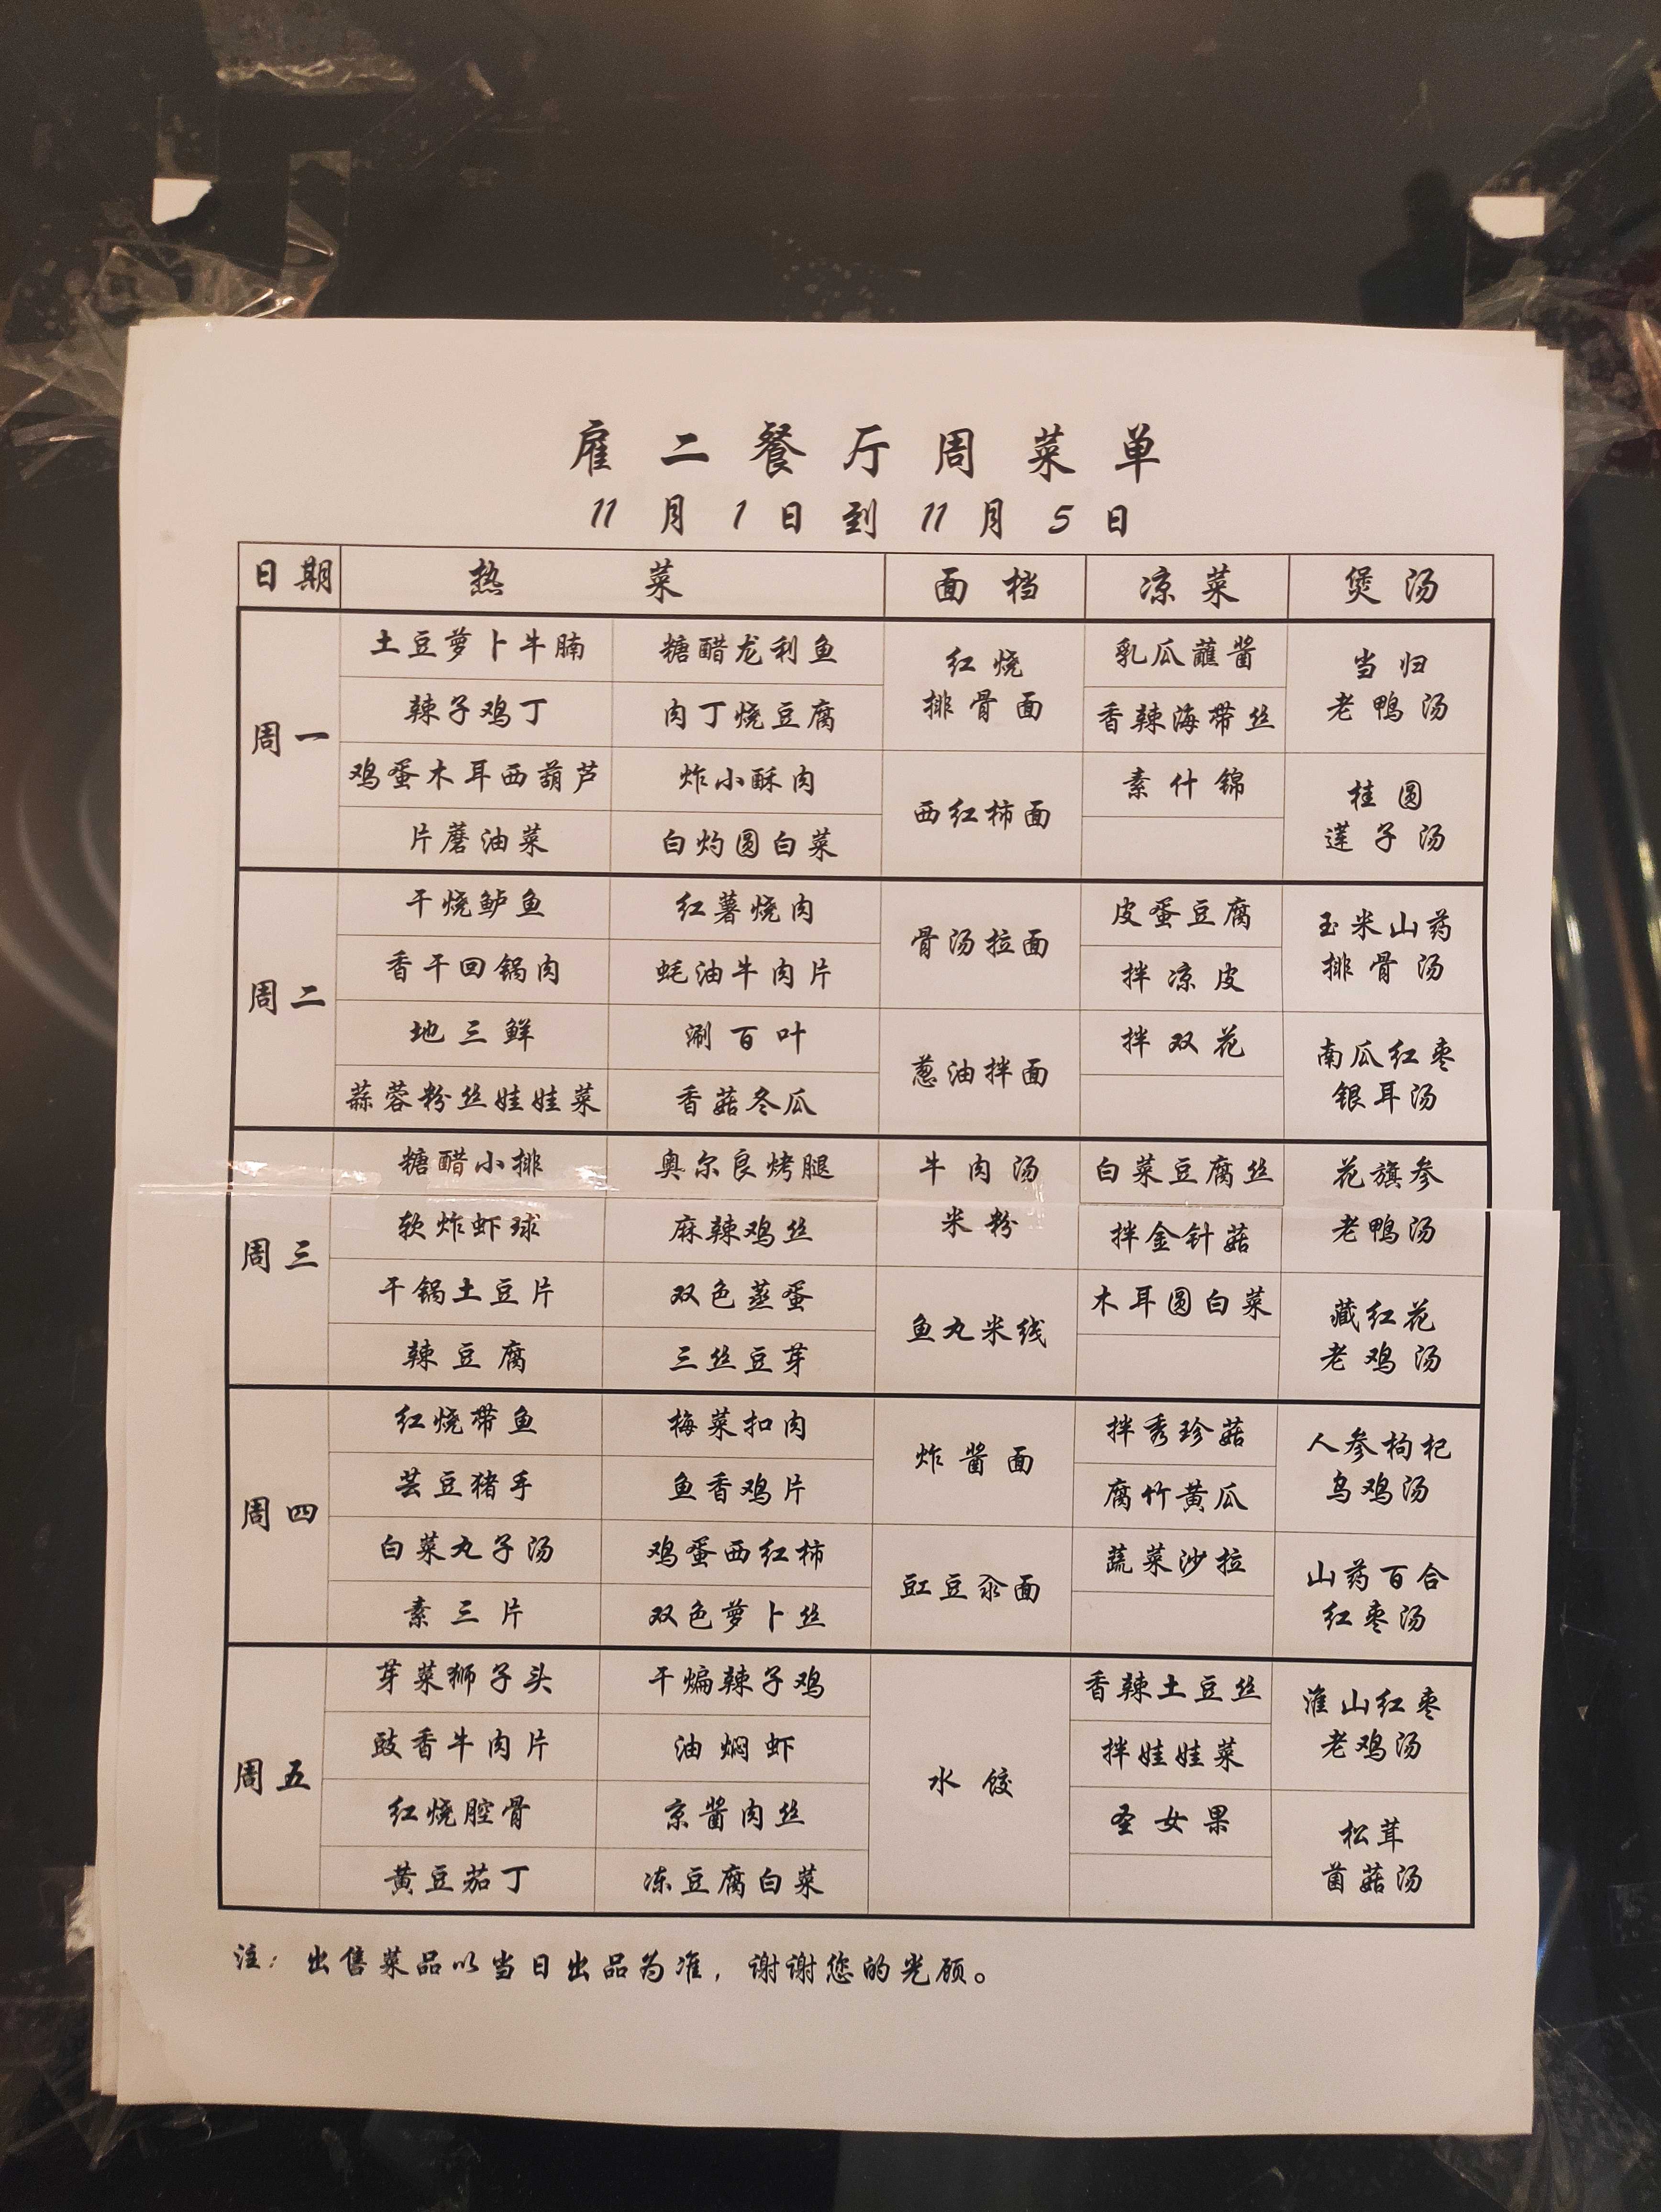 雇二餐厅周菜单
11月1日到11月5日
日期 热菜 面档 凉菜 煲汤
周一
土豆萝卜牛腩 糖醋龙利鱼
辣子鸡丁 肉丁烧豆腐
鸡蛋木耳西葫芦 炸小酥肉
片蘑油菜 白灼圆白菜
红烧
排骨面
西红柿面
乳瓜蘸酱
香辣海带丝
素什锦
当归
老鸭汤
桂圆
莲子汤
周二
干烧鲈鱼 红薯烧肉
香干回锅肉 蚝油牛肉片
地三鲜 涮百叶
蒜蓉粉丝娃娃菜 香菇冬瓜
骨汤拉面
葱油拌面
皮蛋豆腐
拌凉皮
拌双花
玉米山药
排骨汤
南瓜红枣
银耳汤
周三
糖醋小排 奥尔良烤腿
软炸虾球 麻辣鸡丝
干锅土豆片 双色蒸蛋
辣豆腐 三丝豆芽
牛肉汤
米粉
鱼丸米线
白菜豆腐丝
拌金针菇
木耳圆白菜
花旗参
老鸭汤
藏红花
老鸡汤
周四
红烧带鱼 梅菜扣肉
芸豆猪手 鱼香鸡片
白菜丸子汤 鸡蛋西红柿
素三片 双色萝卜丝
炸酱面
豇豆汆面
拌秀珍菇
腐竹黄瓜
蔬菜沙拉
人参枸杞
乌鸡汤
山药百合
红枣汤
周五
芽菜狮子头 干煸辣子鸡
豉香牛肉片 油焖虾
红烧腔骨 京酱肉丝
黄豆茄丁 冻豆腐白菜
水饺
香辣土豆丝
拌娃娃菜
圣女果
淮山红枣
老鸡汤
松茸
菌菇汤
注：出售菜品以当日出品为准，谢谢您的光顾。